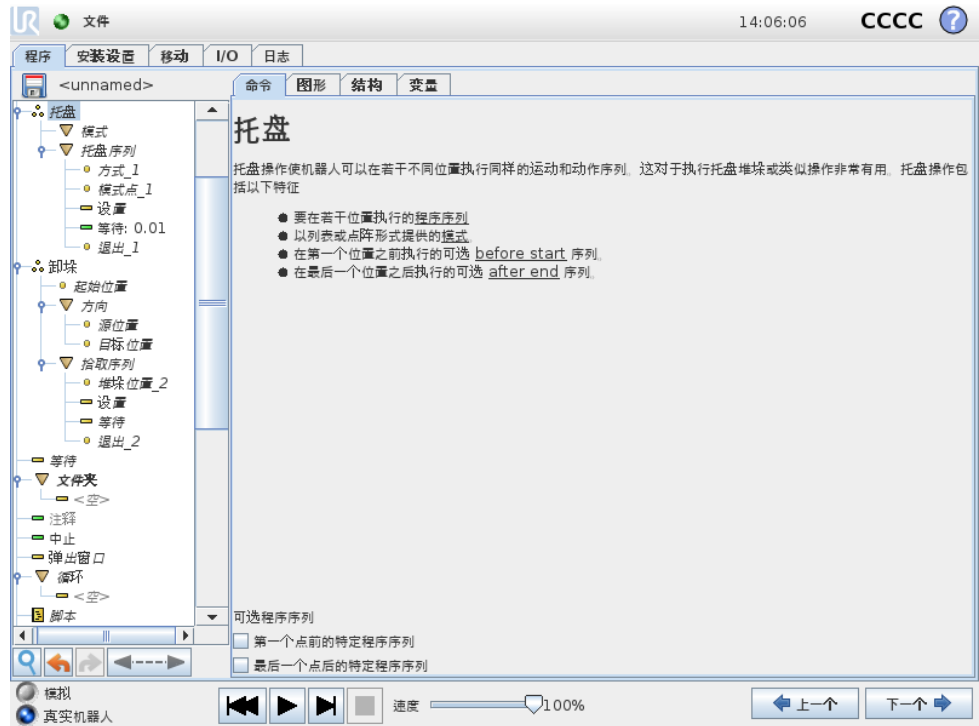 UR 文件 14:06:06 CCCC ?
程序 安装设置 移动 I/O 日志
<unnamed>
命令 图形 结构 变量
托盘
模式
托盘序列
方式_1
模式点_1
设置
等待: 0.01
退出_1
卸垛
起始位置
方向
源位置
目标位置
拾取序列
堆垛位置_2
设置
等待
退出_2
等待
文件夹
<空>
注释
中止
弹出窗口
循环
<空>
脚本
托盘
托盘操作使机器人可以在若干不同位置执行同样的运动和动作序列。这对于执行托盘堆垛或类似操作非常有用。托盘操作包
括以下特征
要在若干位置执行的程序序列
以列表或点阵形式提供的模式。
在第一个位置之前执行的可选 before start 序列。
在最后一个位置之后执行的可选 after end 序列。
可选程序序列
第一个点前的特定程序序列
最后一个点后的特定程序序列
模拟
真实机器人
速度 100%
上一个 下一个